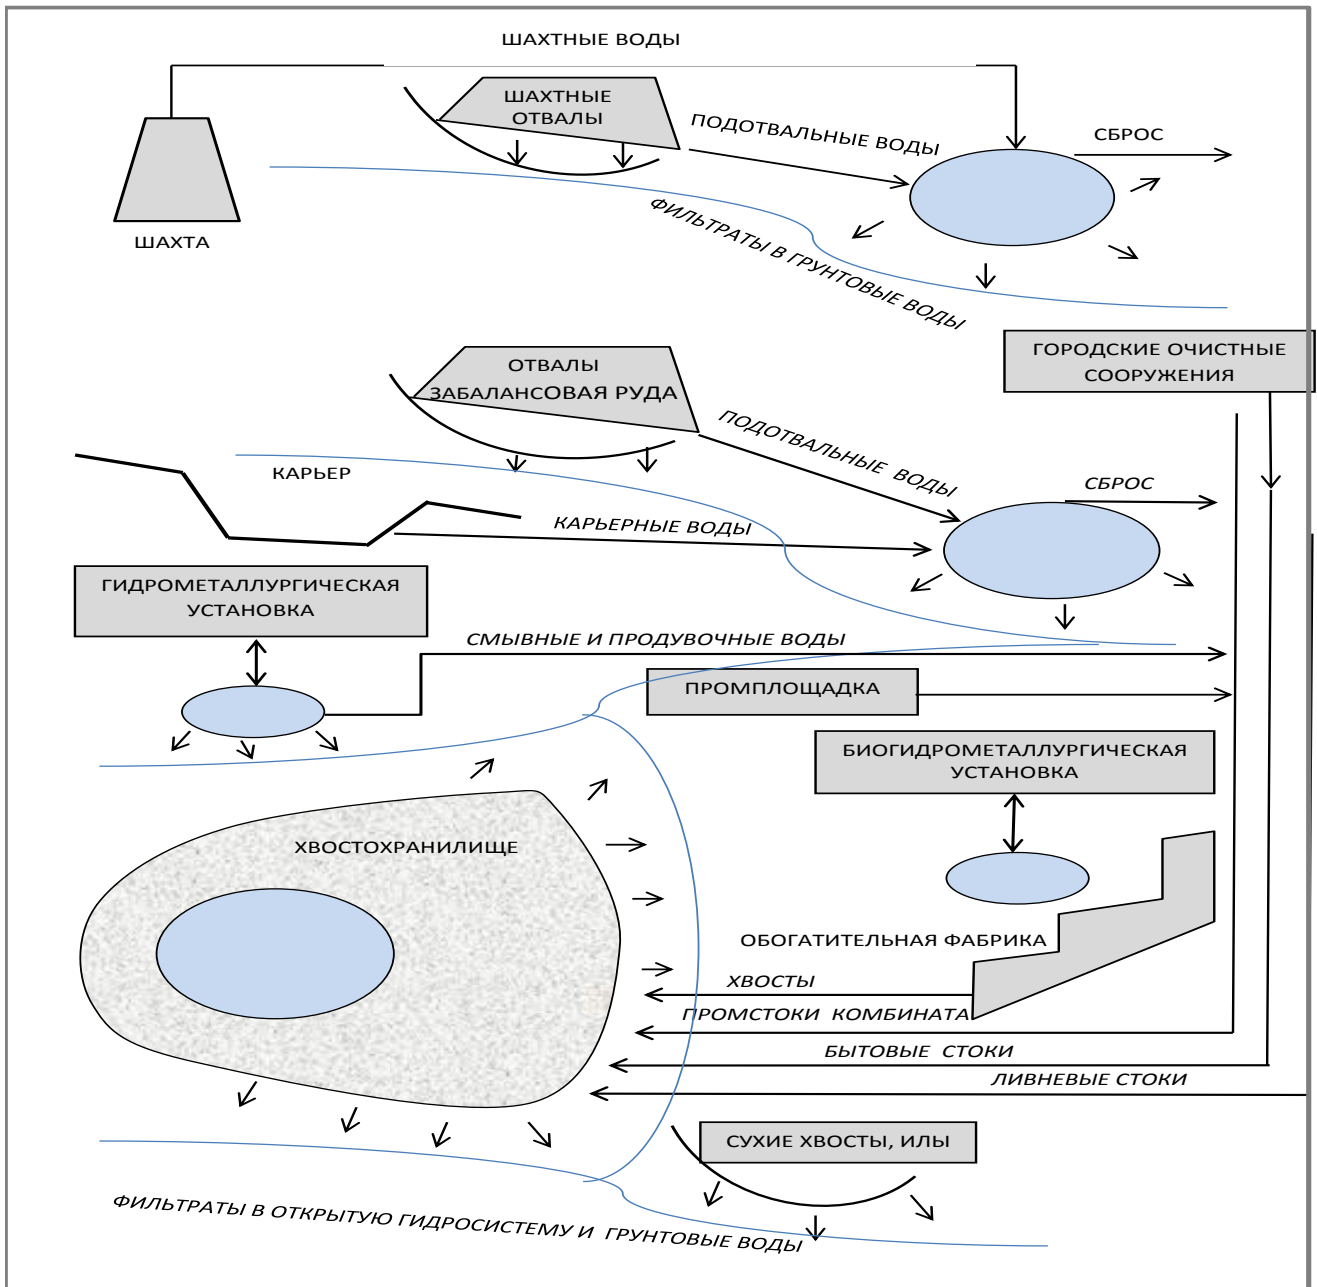 ШАХТНЫЕ ВОДЫ
ШАХТНЫЕ
ОТВАЛЫ
ПОДОТВАЛЬНЫЕ ВОДЫ
СБРОС
ШАХТА
ФИЛЬТРАТЫ В ГРУНТОВЫЕ ВОДЫ
ГОРОДСКИЕ ОЧИСТНЫЕ
СООРУЖЕНИЯ
ОТВАЛЫ
ЗАБАЛАНСОВАЯ РУДА
ПОДОТВАЛЬНЫЕ ВОДЫ
КАРЬЕР
СБРОС
КАРЬЕРНЫЕ ВОДЫ
ГИДРОМЕТАЛЛУРГИЧЕСКАЯ
УСТАНОВКА
СМЫВНЫЕ И ПРОДУВОЧНЫЕ ВОДЫ
ПРОМПЛОЩАДКА
БИОГИДРОМЕТАЛЛУРГИЧЕСКАЯ
УСТАНОВКА
ХВОСТОХРАНИЛИЩЕ
ОБОГАТИТЕЛЬНАЯ ФАБРИКА
ХВОСТЫ
ПРОМСТОКИ КОМБИНАТА
БЫТОВЫЕ СТОКИ
ЛИВНЕВЫЕ СТОКИ
СУХИЕ ХВОСТЫ, ИЛЫ
ФИЛЬТРАТЫ В ОТКРЫТУЮ ГИДРОСИСТЕМУ И ГРУНТОВЫЕ ВОДЫ